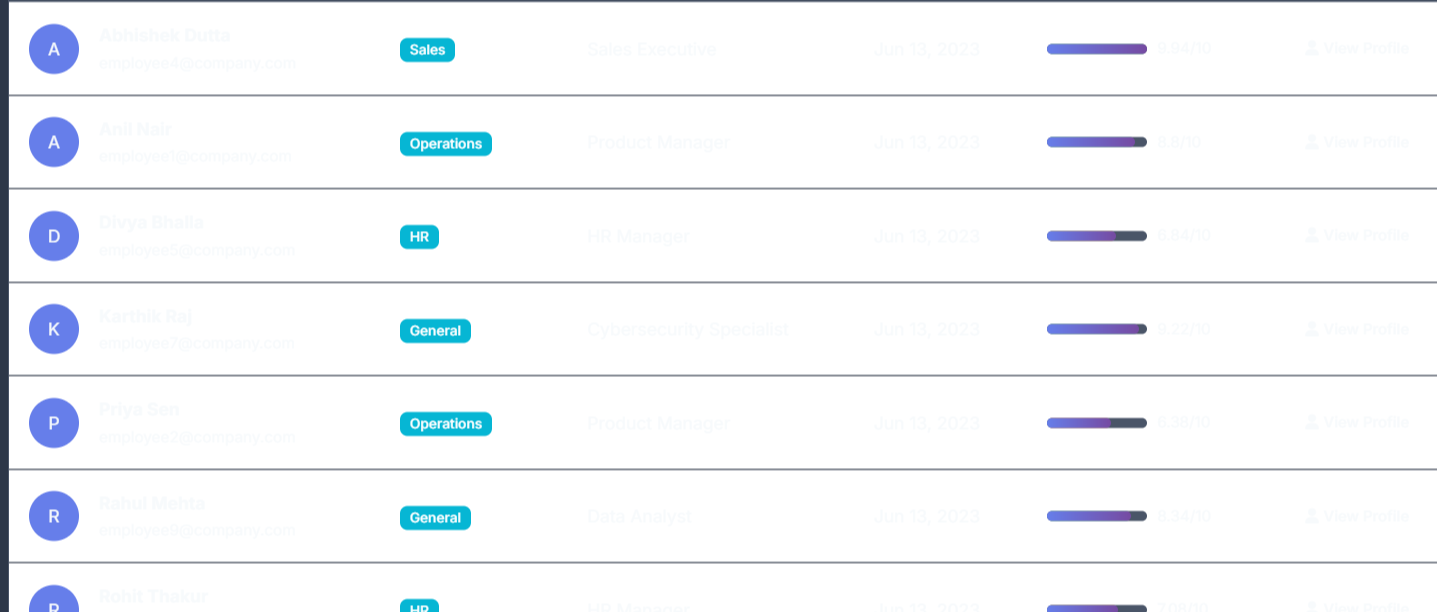 A Abhishek Dutta Sales Sales Executive Jun 13, 2023 9.94/10 View Profile
employee4@company.com
A Anil Nair Operations Product Manager Jun 13, 2023 8.8/10 View Profile
employee1@company.com
D Divya Bhalla HR HR Manager Jun 13, 2023 6.84/10 View Profile
employee5@company.com
K Karthik Raj General Cybersecurity Specialist Jun 13, 2023 9.22/10 View Profile
employee7@company.com
P Priya Sen Operations Product Manager Jun 13, 2023 6.38/10 View Profile
employee2@company.com
R Rahul Mehta General Data Analyst Jun 13, 2023 8.34/10 View Profile
employee9@company.com
R Rohit Thakur HR HR Manager Jun 13, 2023 7.08/10 View Profile